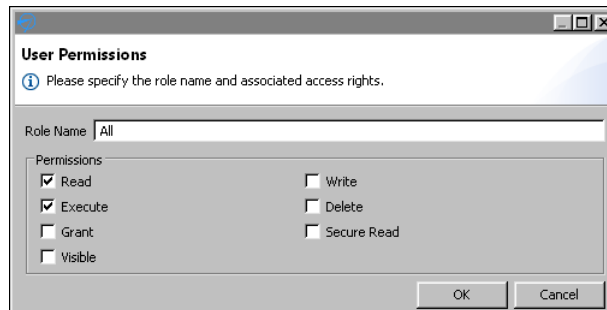 User Permissions
Please specify the role name and associated access rights.
Role Name All
Permissions
Read Write
Execute Delete
Grant Secure Read
Visible
OK Cancel